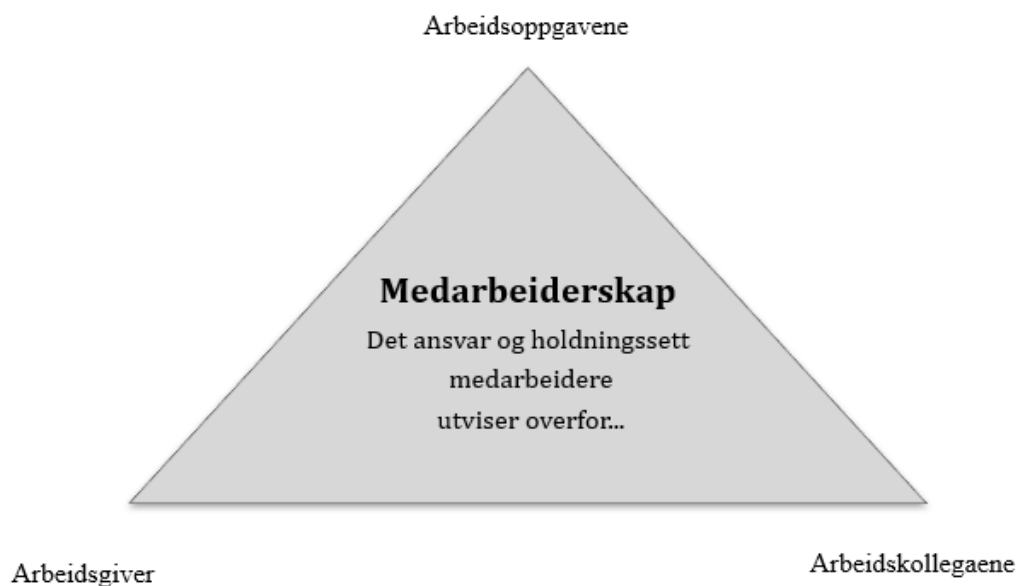 Arbeidsoppgavene
Medarbeiderskap
Det ansvar og holdningssett
medarbeidere
utviser overfor...
Arbeidsgiver
Arbeidskollegaene